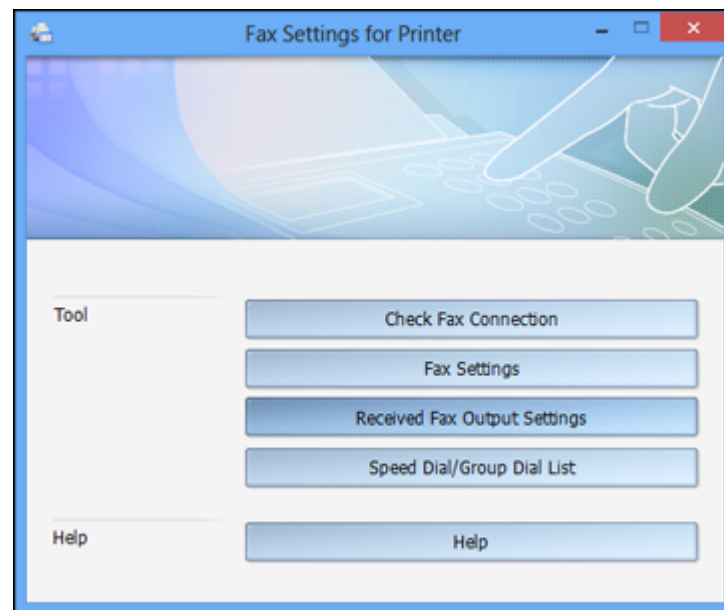 Fax Settings for Printer
Tool
Check Fax Connection
Fax Settings
Received Fax Output Settings
Speed Dial/Group Dial List
Help
Help